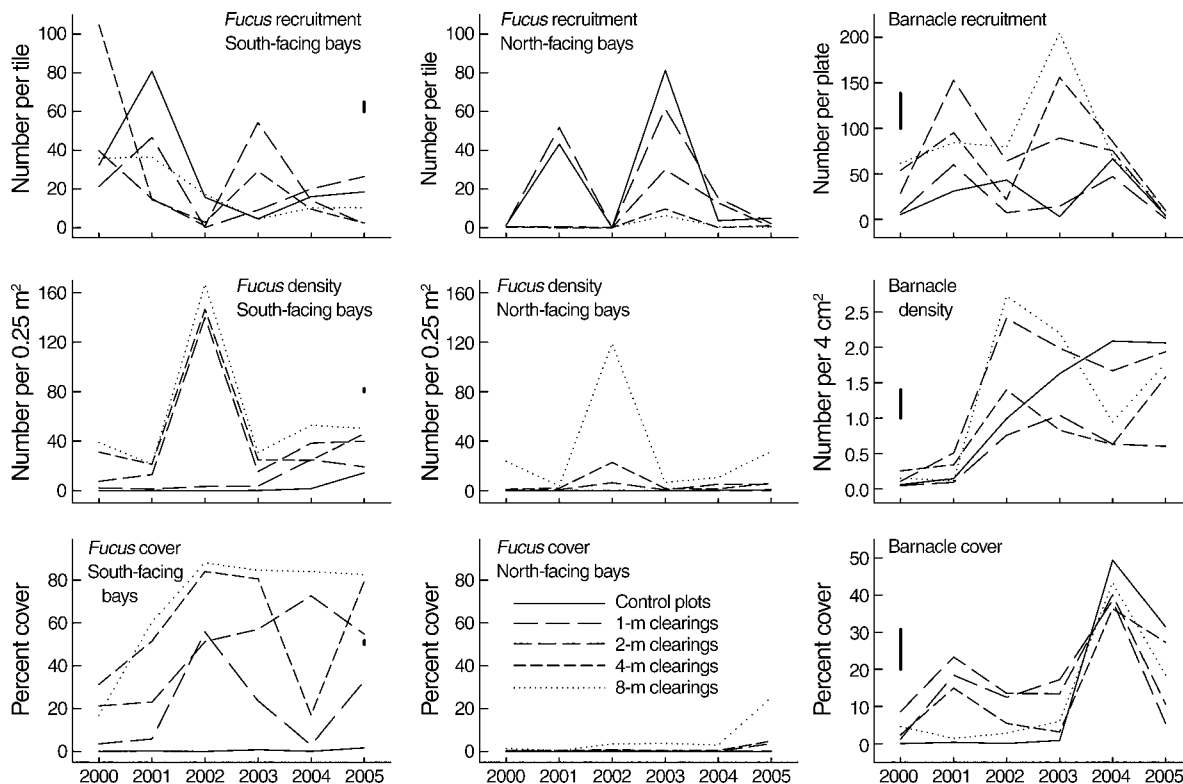 Fucus recruitment
South-facing bays
Number per tile
100
80
60
40
20
0
Fucus recruitment
North-facing bays
Number per tile
100
80
60
40
20
0
Barnacle recruitment
Number per plate
200
150
100
50
0
Fucus density
South-facing bays
Number per 0.25 m²
160
120
80
40
0
Fucus density
North-facing bays
Number per 0.25 m²
160
120
80
40
0
Barnacle
density
Number per 4 cm²
2.5
2.0
1.5
1.0
0.5
0.0
Fucus cover
South-facing
bays
Percent cover
80
60
40
20
0
2000 2001 2002 2003 2004 2005
Fucus cover
North-facing bays
Control plots
1-m clearings
2-m clearings
4-m clearings
8-m clearings
Percent cover
80
60
40
20
0
2000 2001 2002 2003 2004 2005
Barnacle cover
Percent cover
50
40
30
20
10
0
2000 2001 2002 2003 2004 2005